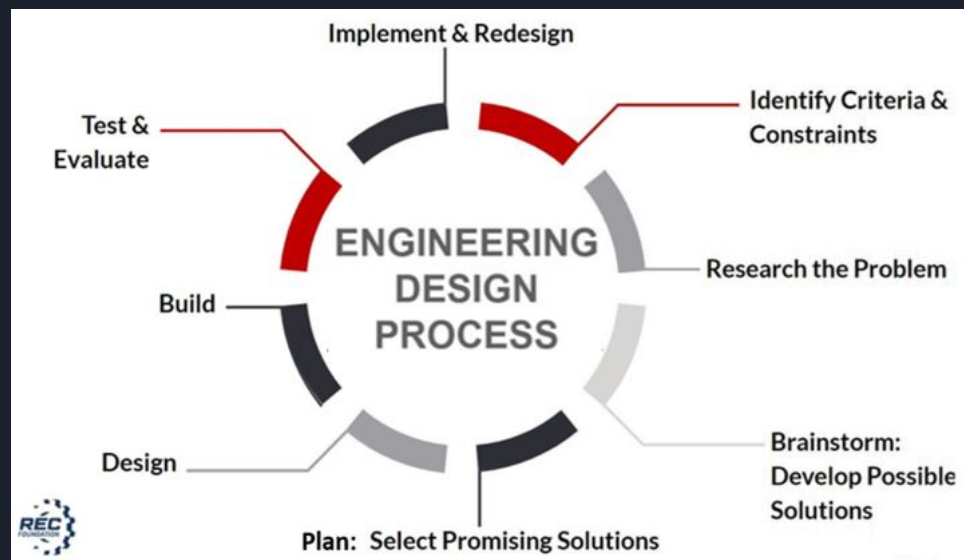 Implement & Redesign
Identify Criteria &
Constraints
Test &
Evaluate
ENGINEERING
DESIGN
PROCESS
Research the Problem
Build
Brainstorm:
Develop Possible
Solutions
Design
Plan: Select Promising Solutions
REC
FOUNDATION